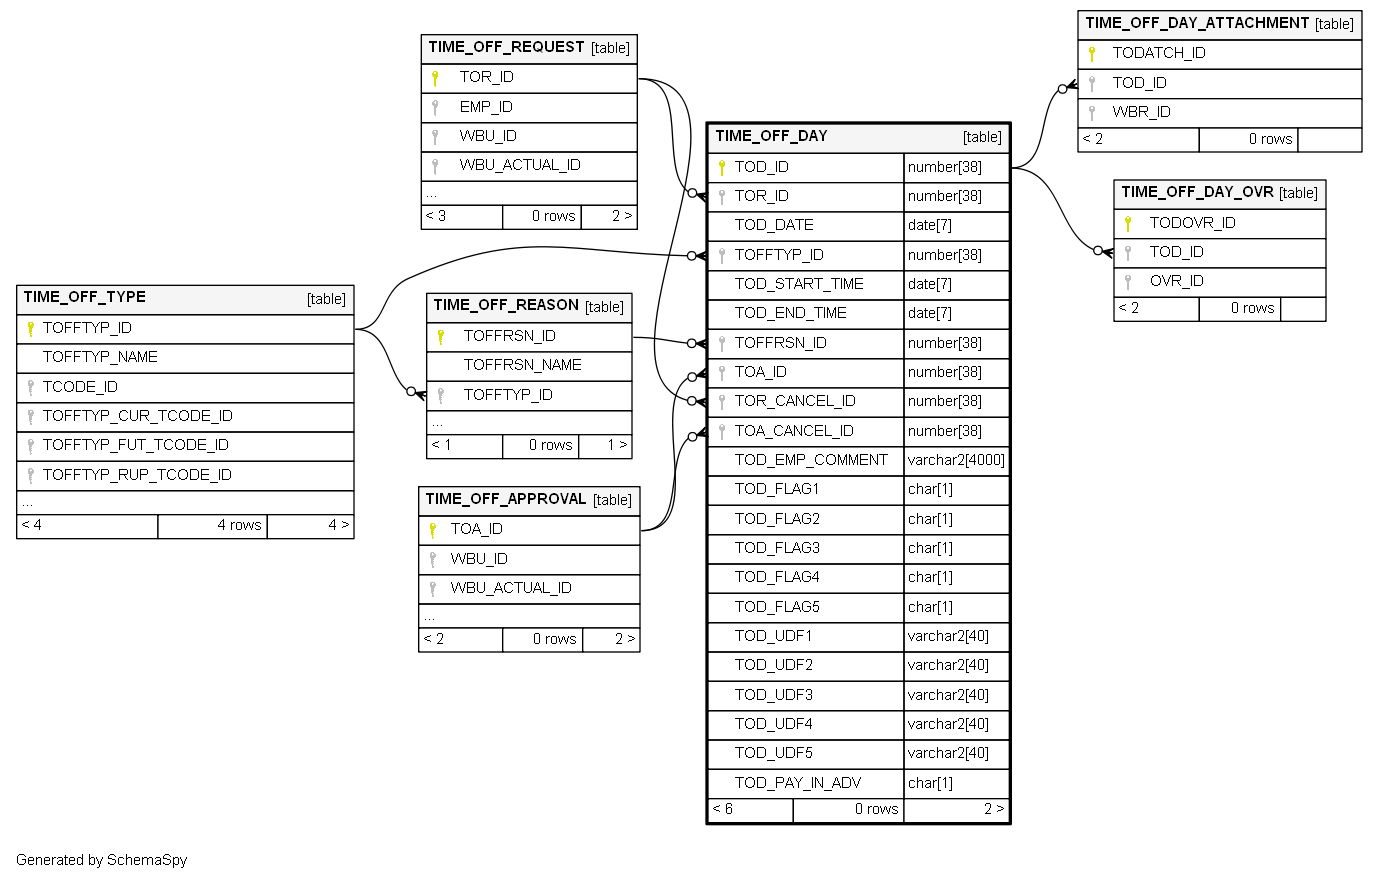 TIME_OFF_REQUEST [table]
TOR_ID
EMP_ID
WBU_ID
WBU_ACTUAL_ID
...
< 3 0 rows 2 >
TIME_OFF_TYPE [table]
TOFFTYP_ID
TOFFTYP_NAME
TCODE_ID
TOFFTYP_CUR_TCODE_ID
TOFFTYP_FUT_TCODE_ID
TOFFTYP_RUP_TCODE_ID
...
< 4 4 rows 4 >
TIME_OFF_REASON [table]
TOFFRSN_ID
TOFFRSN_NAME
TOFFTYP_ID
...
< 1 0 rows 1 >
TIME_OFF_APPROVAL [table]
TOA_ID
WBU_ID
WBU_ACTUAL_ID
...
< 2 0 rows 2 >
TIME_OFF_DAY [table]
TOD_ID number[38]
TOR_ID number[38]
TOD_DATE date[7]
TOFFTYP_ID number[38]
TOD_START_TIME date[7]
TOD_END_TIME date[7]
TOFFRSN_ID number[38]
TOA_ID number[38]
TOR_CANCEL_ID number[38]
TOA_CANCEL_ID number[38]
TOD_EMP_COMMENT varchar2[4000]
TOD_FLAG1 char[1]
TOD_FLAG2 char[1]
TOD_FLAG3 char[1]
TOD_FLAG4 char[1]
TOD_FLAG5 char[1]
TOD_UDF1 varchar2[40]
TOD_UDF2 varchar2[40]
TOD_UDF3 varchar2[40]
TOD_UDF4 varchar2[40]
TOD_UDF5 varchar2[40]
TOD_PAY_IN_ADV char[1]
< 6 0 rows 2 >
TIME_OFF_DAY_ATTACHMENT [table]
TODATCH_ID
TOD_ID
WBR_ID
< 2 0 rows
TIME_OFF_DAY_OVR [table]
TODOVR_ID
TOD_ID
OVR_ID
< 2 0 rows
Generated by SchemaSpy